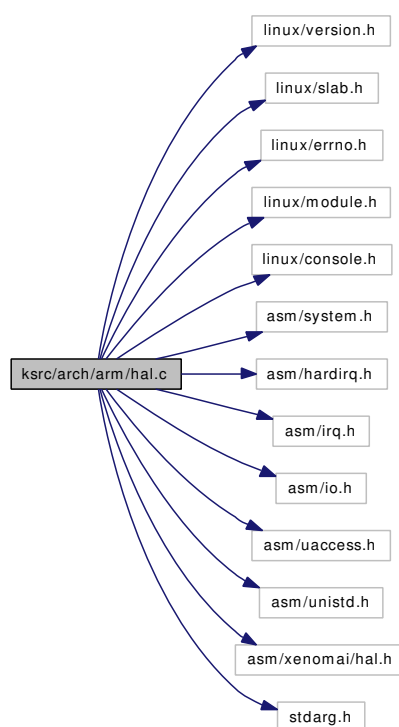 linux/version.h
linux/slab.h
linux/errno.h
linux/module.h
linux/console.h
asm/system.h
ksrc/arch/arm/hal.c
asm/hardirq.h
asm/irq.h
asm/io.h
asm/uaccess.h
asm/unistd.h
asm/xenomai/hal.h
stdarg.h